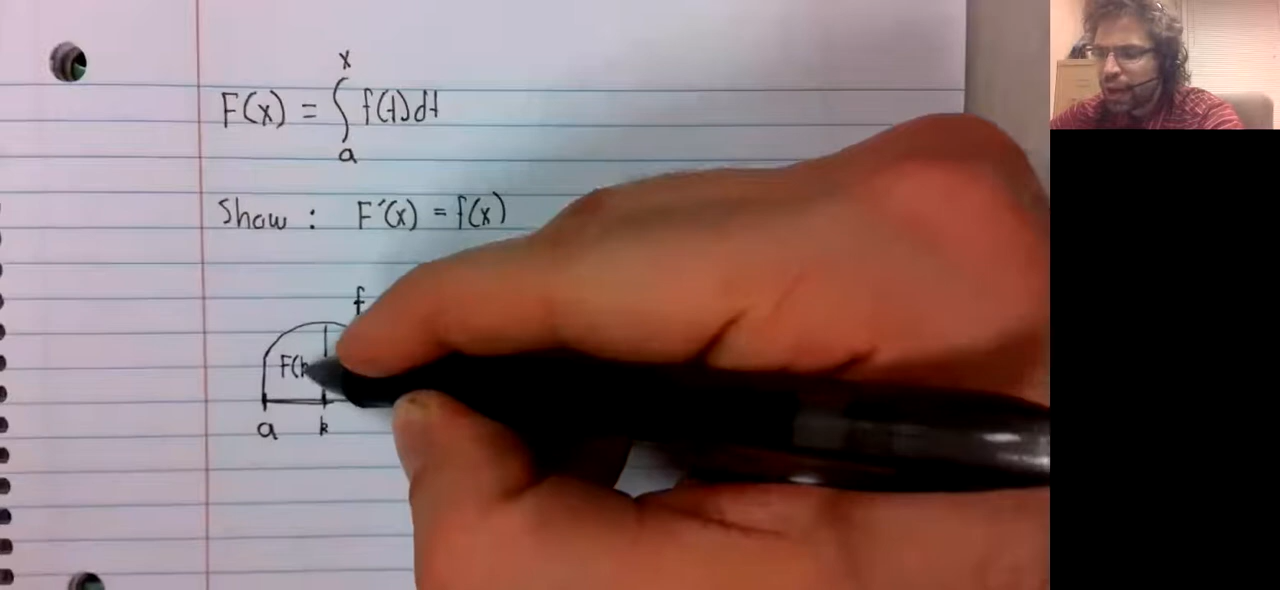 x
F(x) = ∫ f(t)dt
a
Show : F´(x) = f(x)
f
F(k
a k